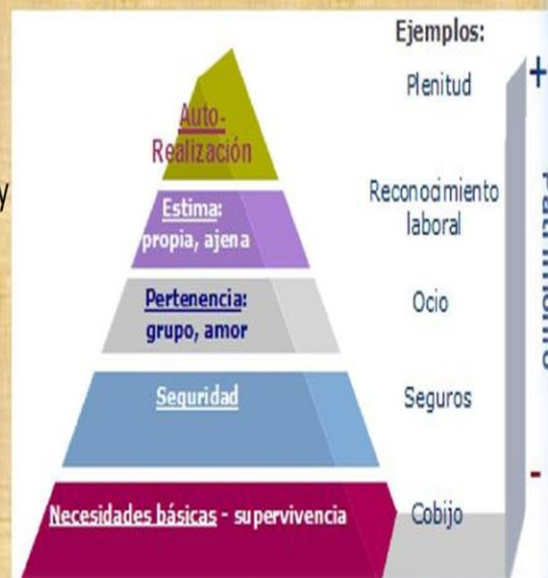 Ejemplos:
Plenitud
Auto-
Realización
y
Reconocimiento
laboral
Estima:
propia, ajena
Pertenencia:
grupo, amor
Ocio
Seguridad
Seguros
Necesidades básicas - supervivencia
Cobijo
+
-